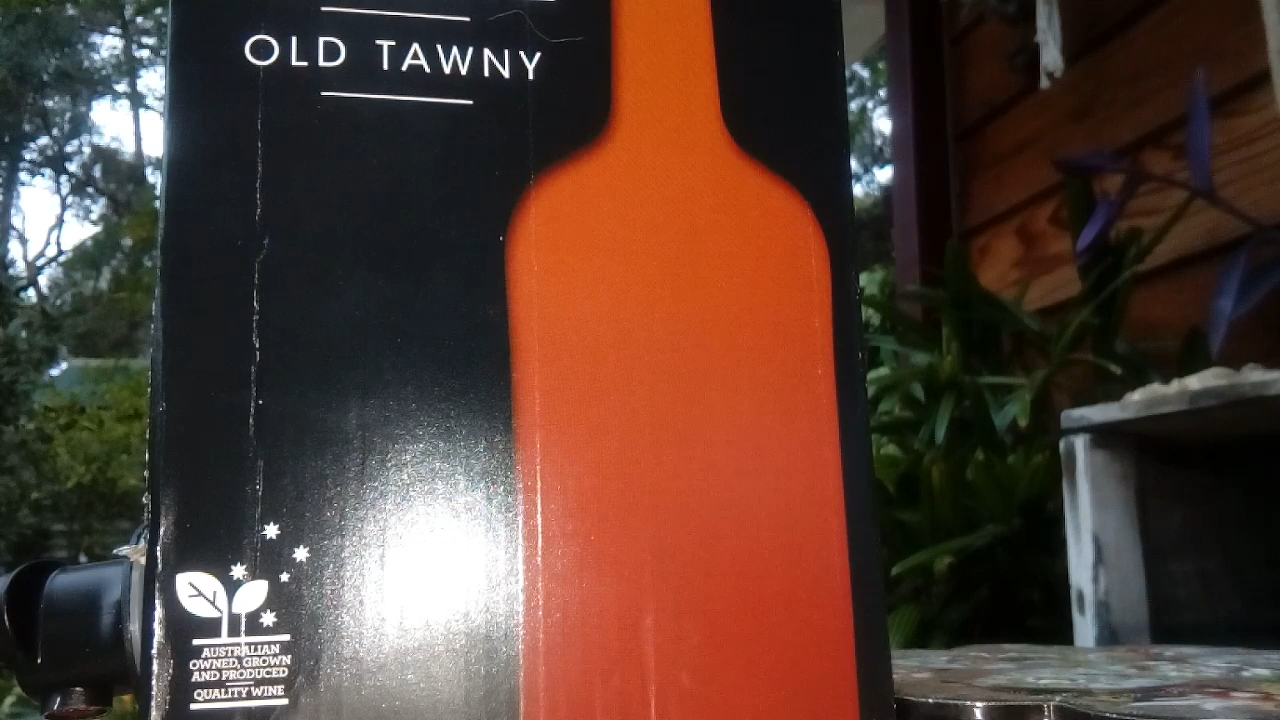 OLD TAWNY
AUSTRALIAN
OWNED, GROWN
AND PRODUCED
QUALITY WINE